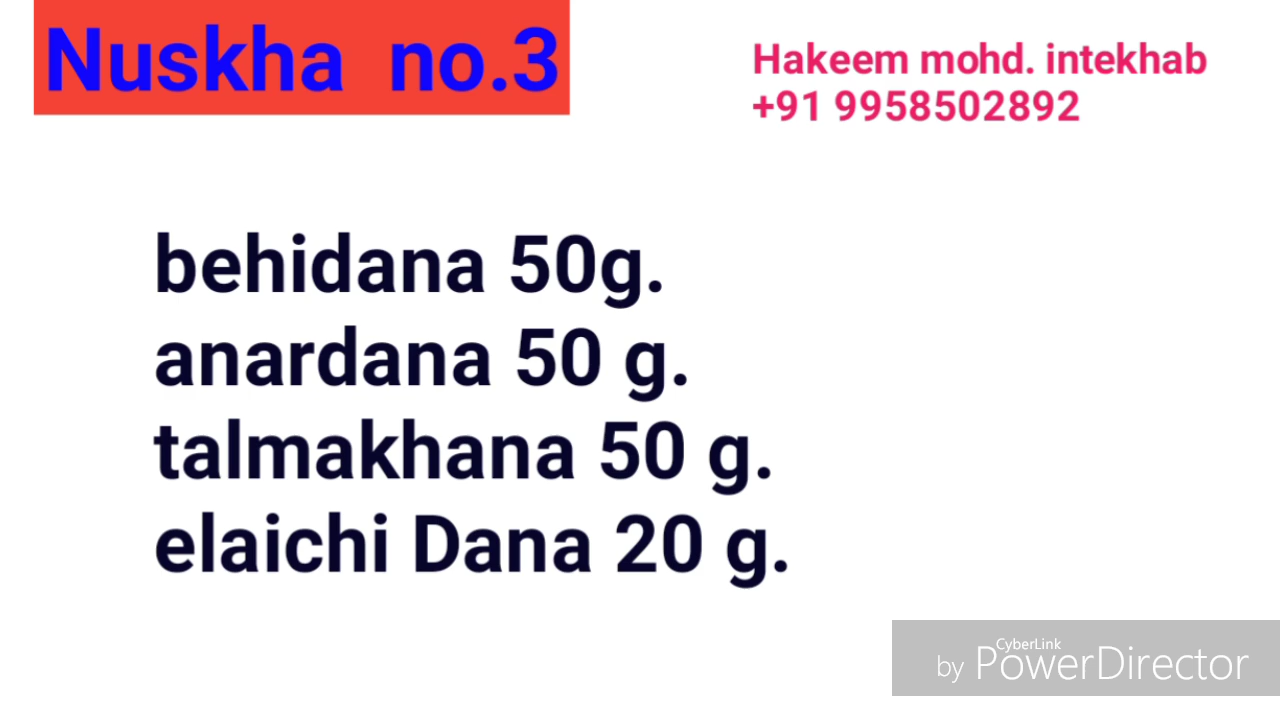 Nuskha no.3
Hakeem mohd. intekhab
+91 9958502892
behidana 50g.
anardana 50 g.
talmakhana 50 g.
elaichi Dana 20 g.
CyberLink
by PowerDirector